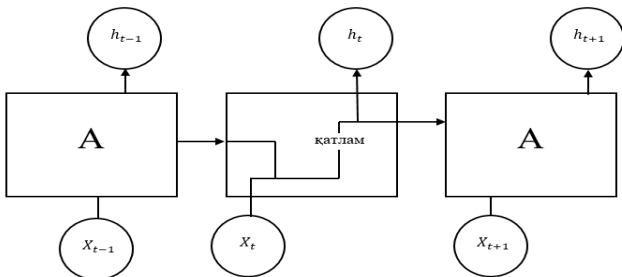 h_{t-1} h_t h_{t+1}
A қатлам A
X_{t-1} X_t X_{t+1}